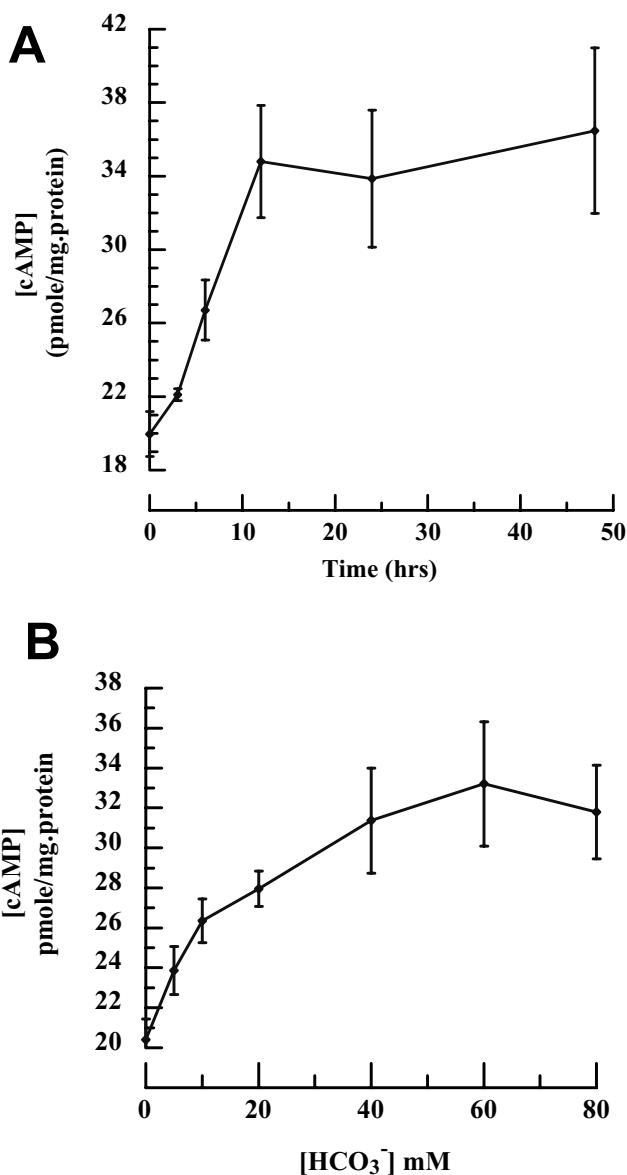 A
42
38
34
30
26
22
18
[cAMP]
(pmole/mg.protein)
0 10 20 30 40 50
Time (hrs)
B
38
36
34
32
30
28
26
24
22
20
[cAMP]
pmole/mg.protein
0 20 40 60 80
[HCO₃⁻] mM